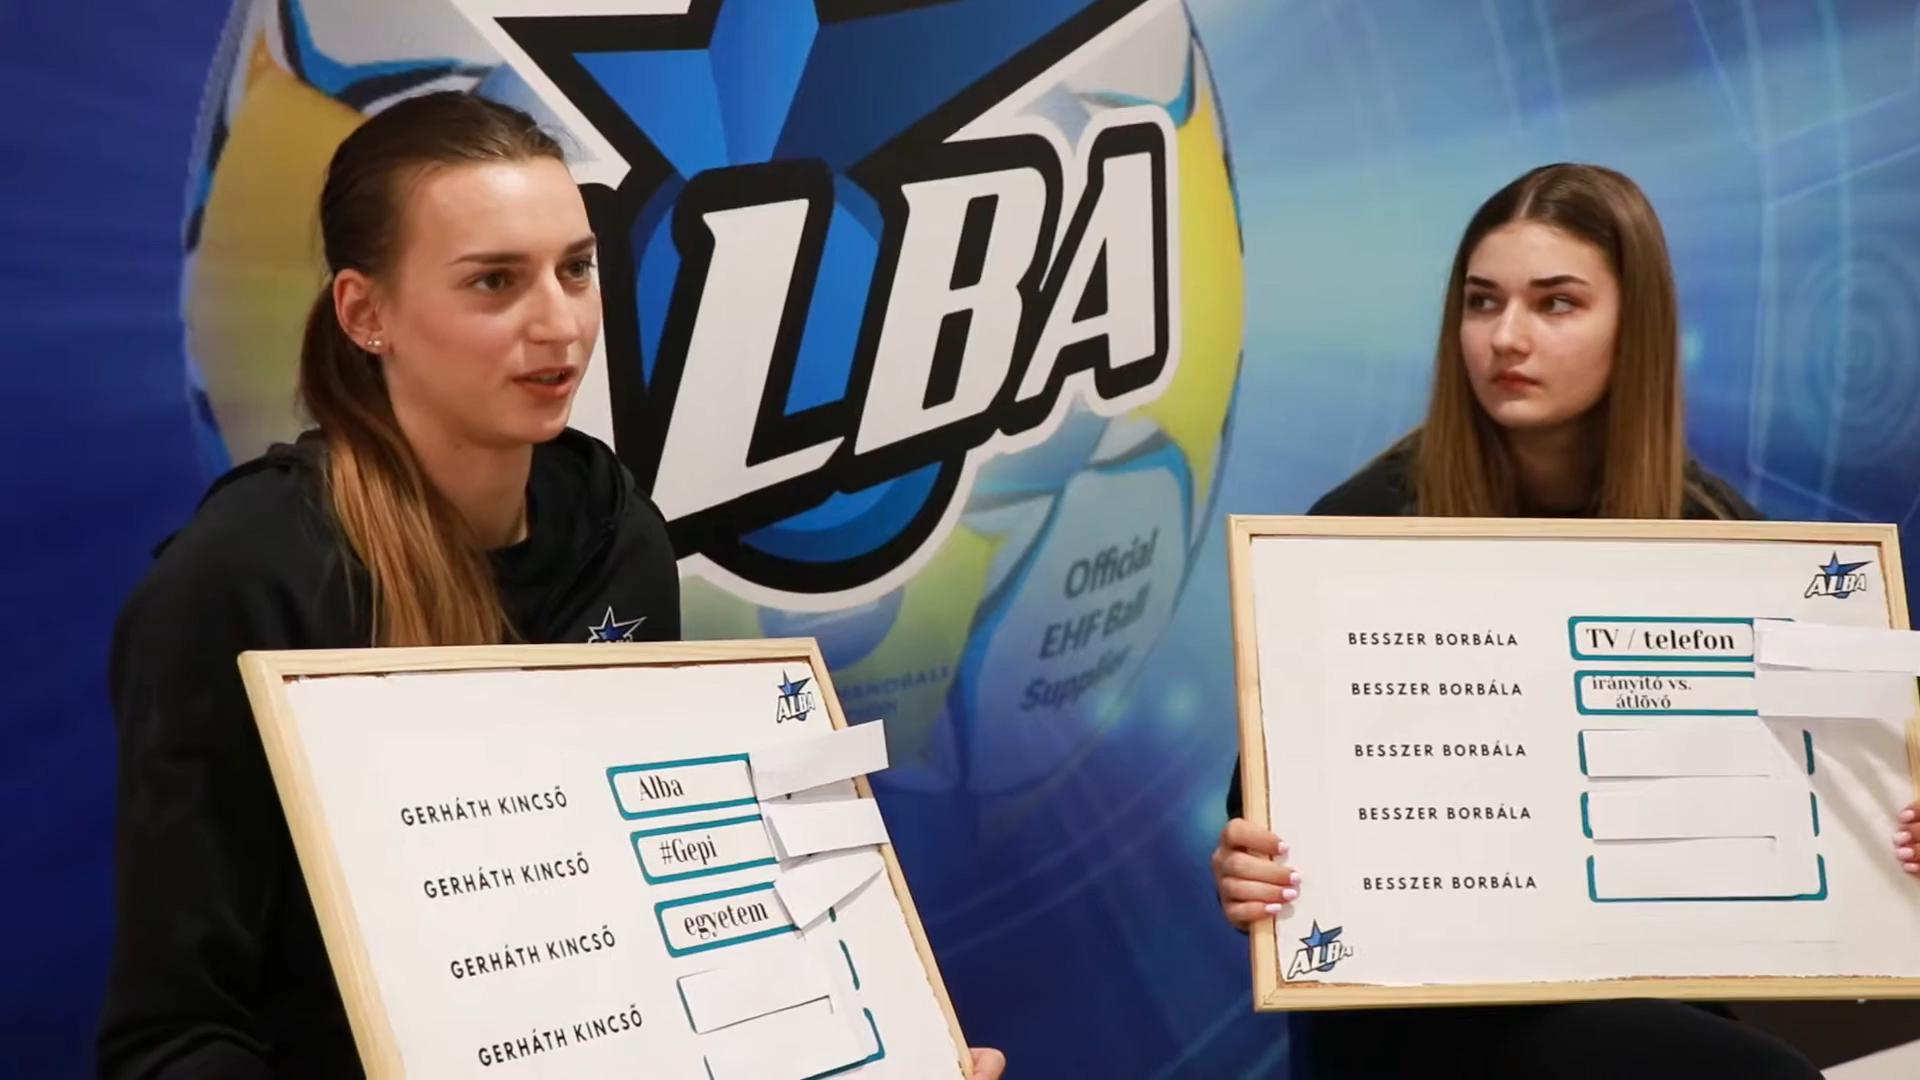 ALBA
Official
EHF Ball
Supplier
HANDBALL
ALBA
GERHÁTH KINCSŐ Alba
GERHÁTH KINCSŐ #Gepi
GERHÁTH KINCSŐ egyetem
GERHÁTH KINCSŐ
ALBA
BESSZER BORBÁLA TV / telefon
BESSZER BORBÁLA irányító vs.
átlövő
BESSZER BORBÁLA
BESSZER BORBÁLA
BESSZER BORBÁLA
ALBA